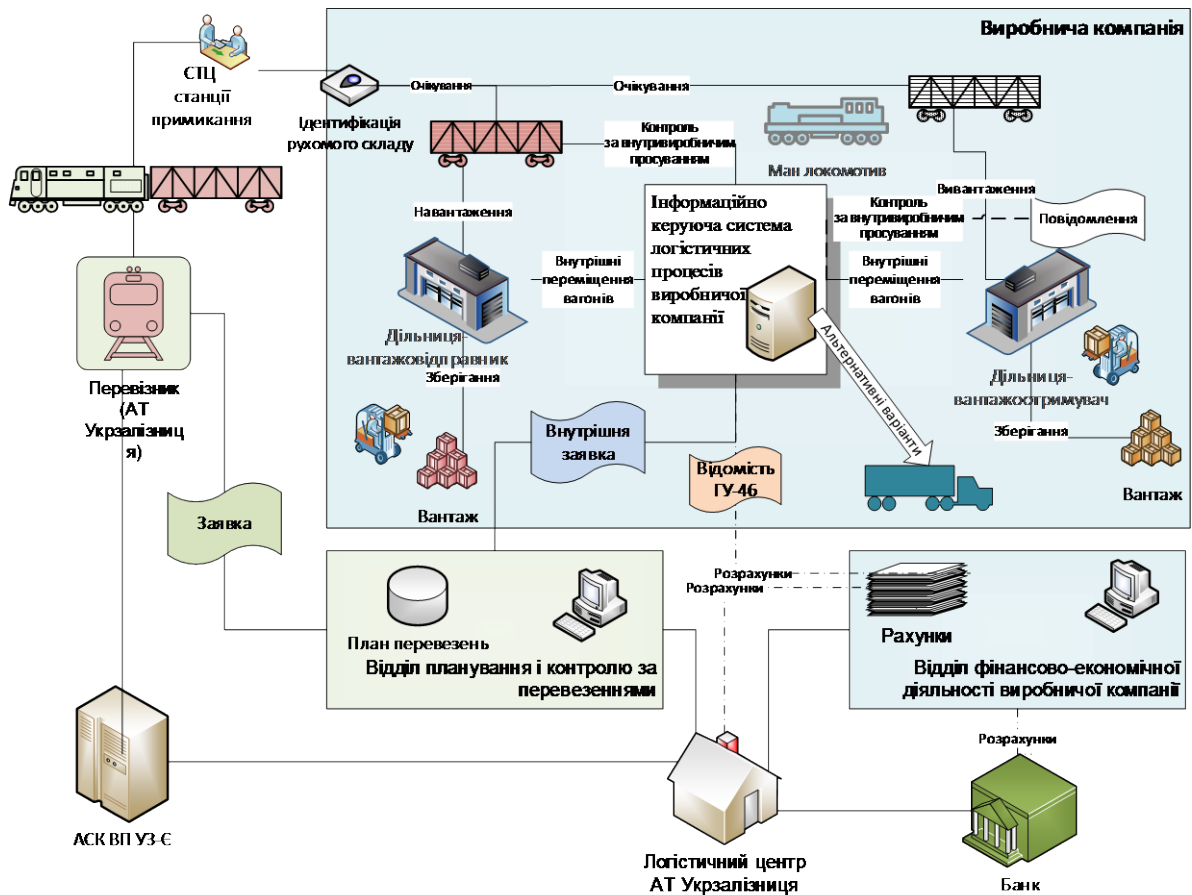 Виробнича компанія
СТЦ
станції
примикання
Ідентифікація
рухомого складу
Очікування
Очікування
Контроль
за внутривиробничим
просуванням
Ман локомотив
Навантаження
Інформаційно
керуюча система
логістичних
процесів
виробничої
компанії
Контроль
за внутривиробничим
просуванням
Вивантаження
Повідомлення
Внутрішні
переміщення
вагонів
Внутрішні
переміщення
вагонів
Дільниця-
вантажовідправник
Зберігання
Альтернативні варіанти
Дільниця-
вантажоотримувач
Зберігання
Перевізник
(АТ
Укрзалізниц
я)
Внутрішня
заявка
Відомість
ГУ-46
Вантаж
Вантаж
Заявка
Розрахунки
Розрахунки
План перевезень
Відділ планування і контролю за
перевезеннями
Рахунки
Відділ фінансово-економічної
діяльності виробничої компанії
Розрахунки
АСК ВП УЗ-Є
Логістичний центр
АТ Укрзалізниця
Банк